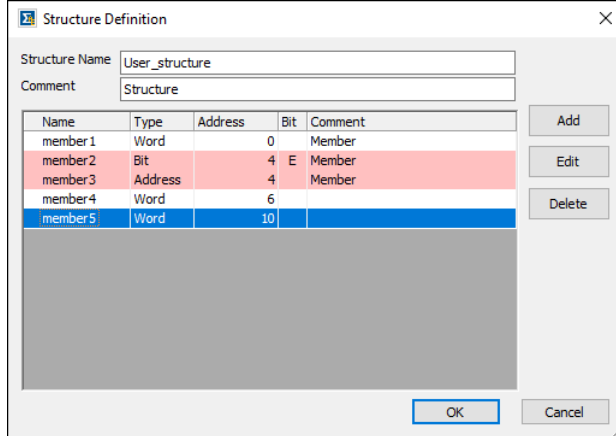 Structure Definition
Structure Name User_structure
Comment Structure
Name Type Address Bit Comment
member1 Word 0 Member
member2 Bit 4 E Member
member3 Address 4 Member
member4 Word 6
member5 Word 10
Add
Edit
Delete
OK Cancel